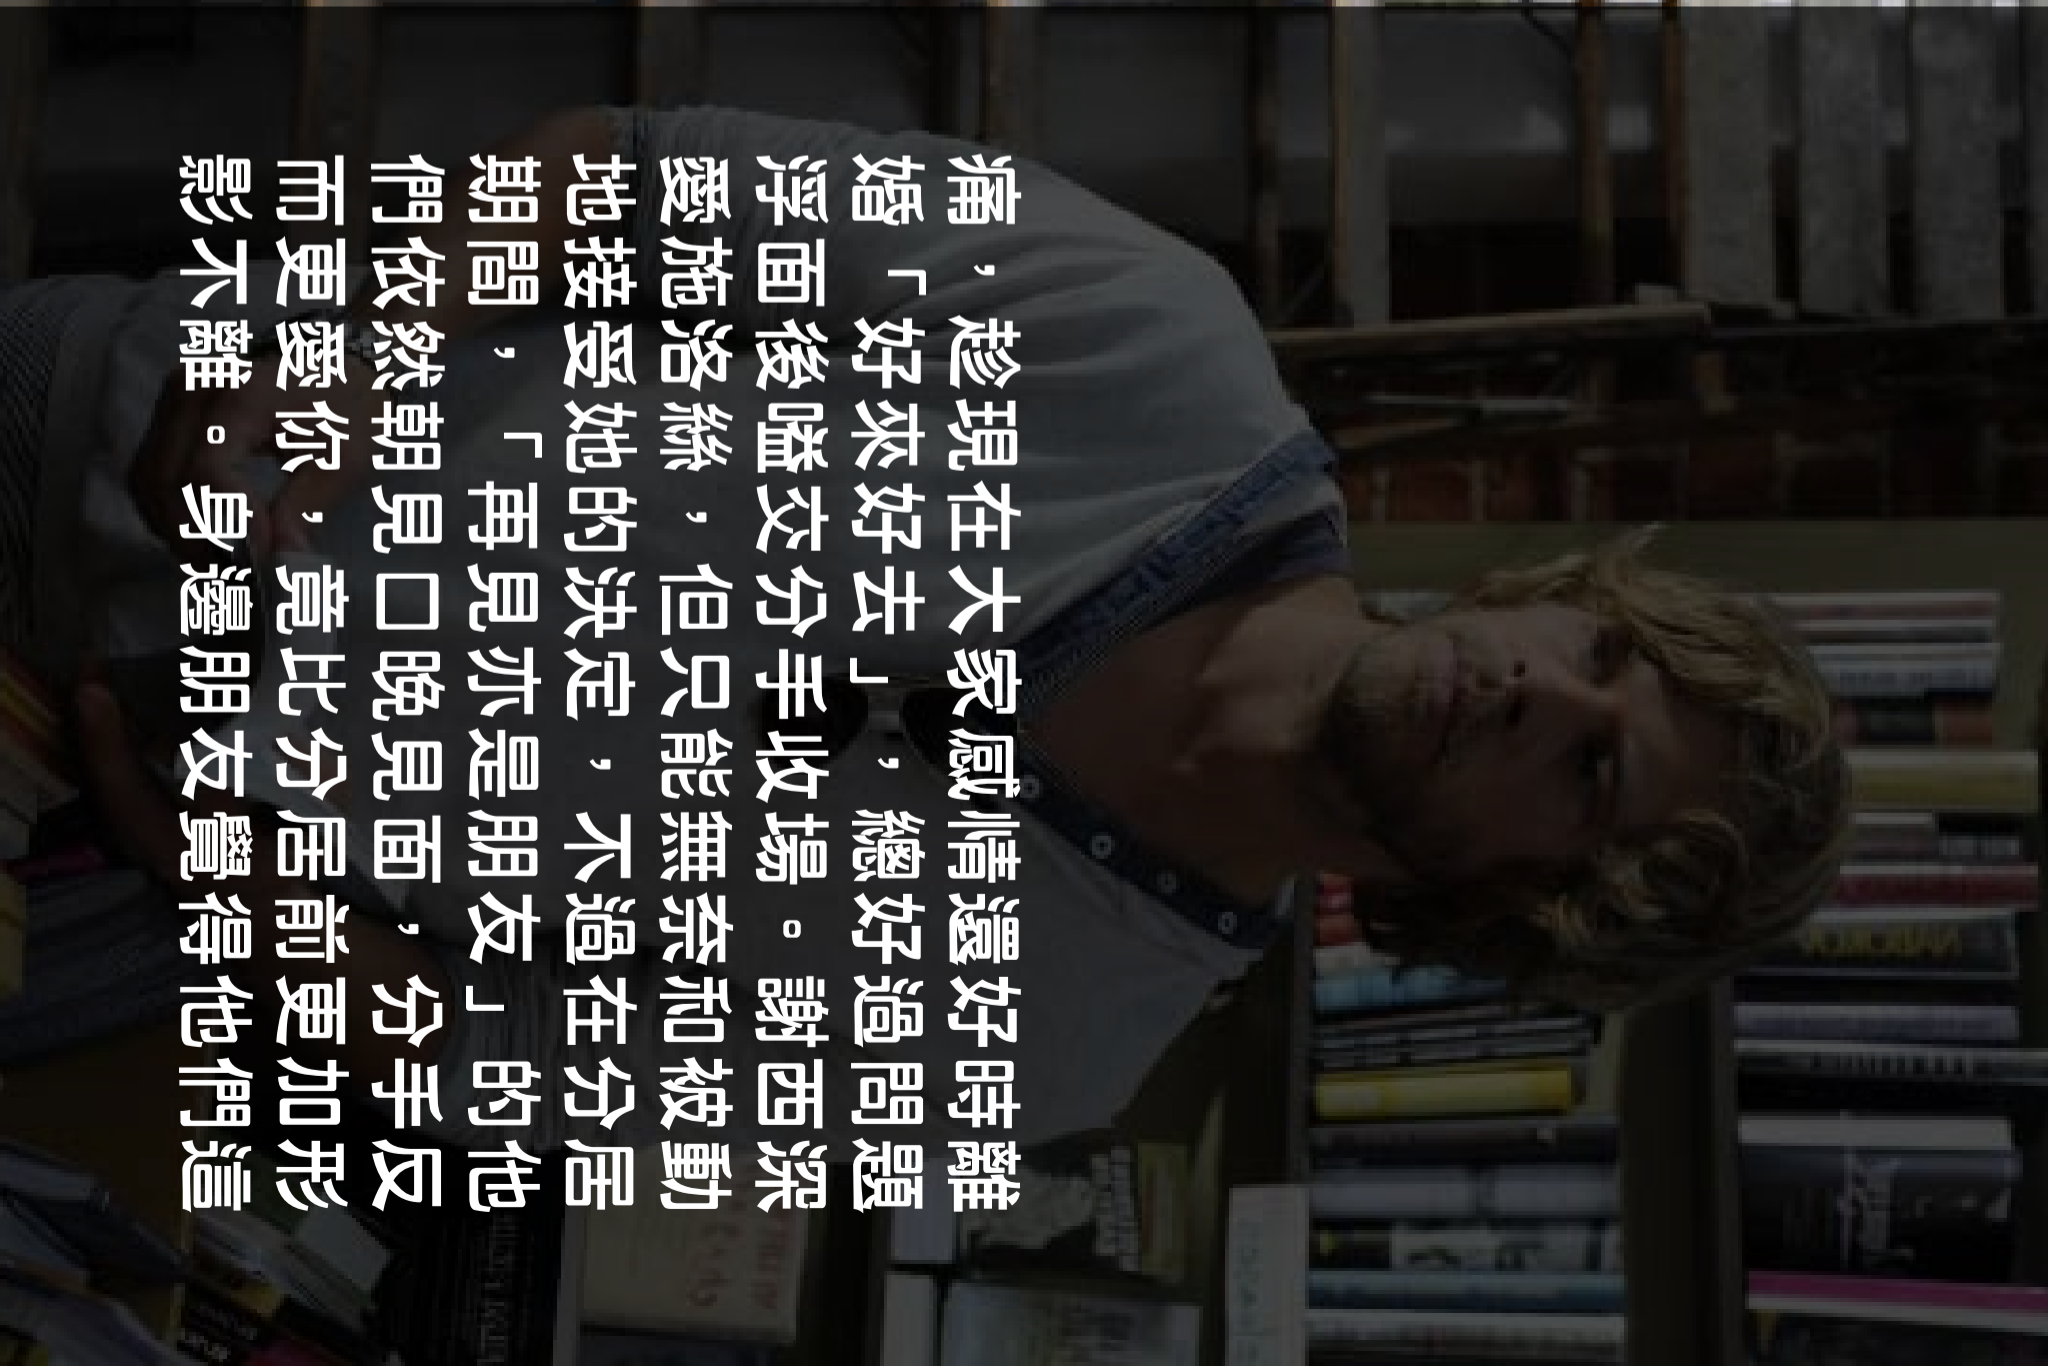 痛，趁現在大家感情還好時離
婚「好來好去」，總好過問題
浮面後嗌交分手收場。謝西深
愛施洛絲，但只能無奈和被動
地接受她的決定，不過在分居
期間，「再見亦是朋友」的他
們依然朝見口晚見面，分手反
而更愛你，竟比分居前更加形
影不離。身邊朋友覺得他們這